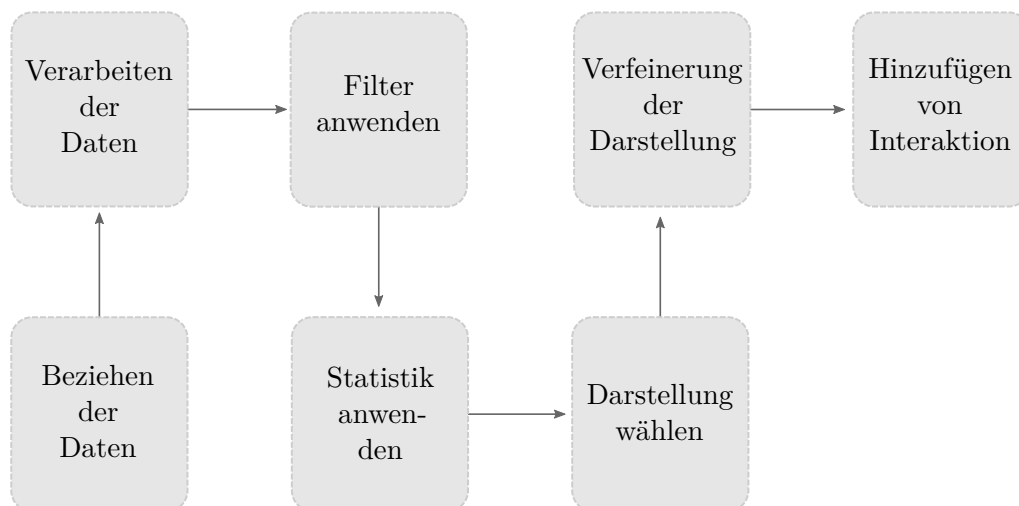 Verarbeiten
der
Daten
Filter
anwenden
Verfeinerung
der
Darstellung
Hinzufügen
von
Interaktion
Beziehen
der
Daten
Statistik
anwen-
den
Darstellung
wählen